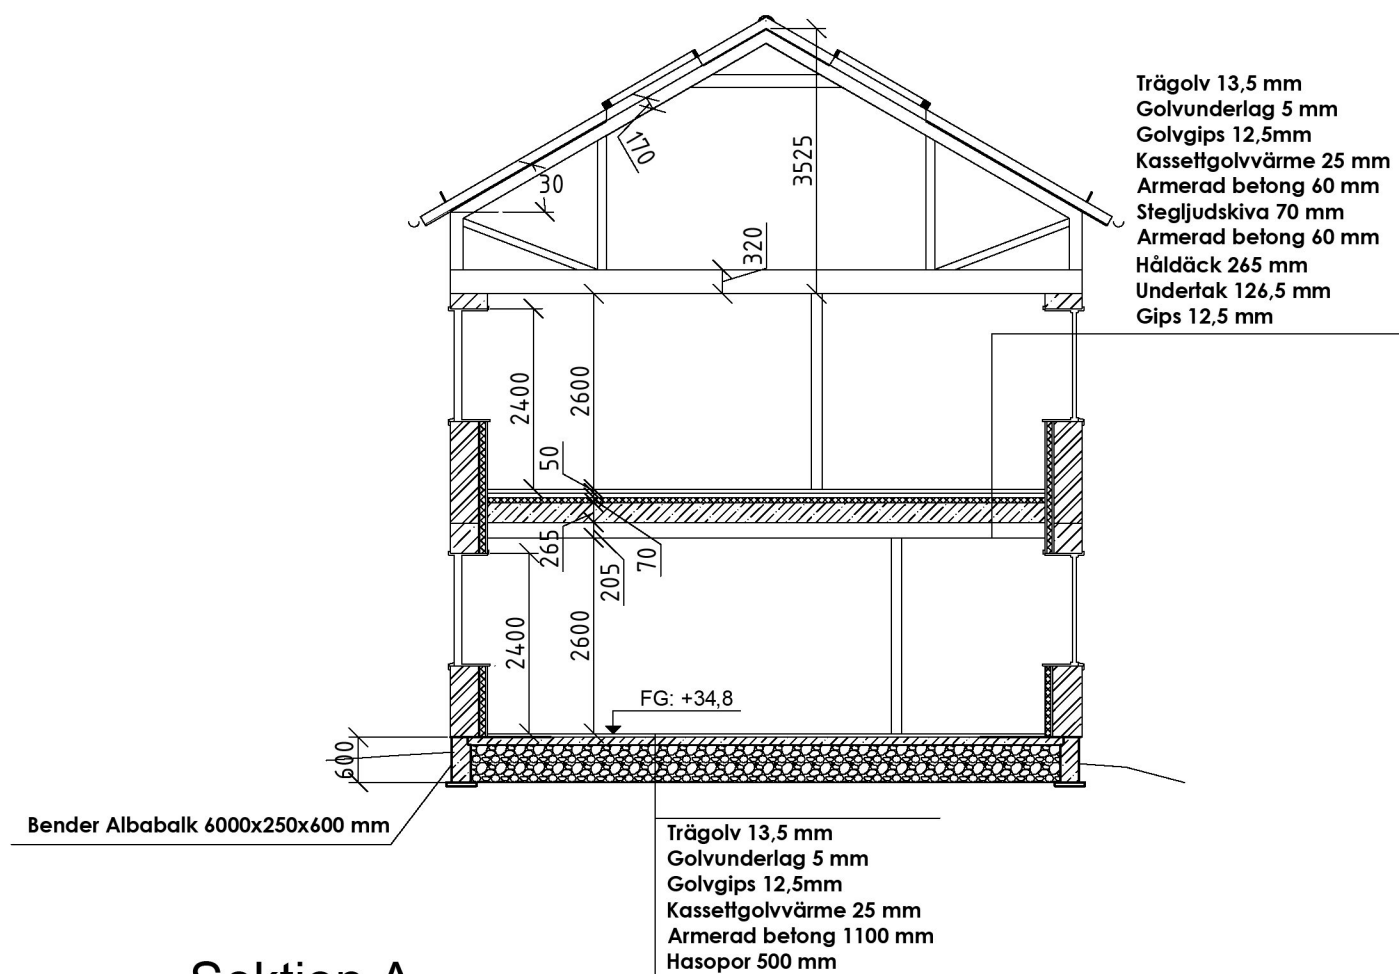 Trägolv 13,5 mm
Golvunderlag 5 mm
Golvgips 12,5mm
Kassettgolvvärme 25 mm
Armerad betong 60 mm
Stegljudskiva 70 mm
Armerad betong 60 mm
Håldäck 265 mm
Undertak 126,5 mm
Gips 12,5 mm
170
30
3525
320
2400
2600
50
265
205
70
2400
2600
FG: +34,8
600
Bender Albabalk 6000x250x600 mm
Trägolv 13,5 mm
Golvunderlag 5 mm
Golvgips 12,5mm
Kassettgolvvärme 25 mm
Armerad betong 1100 mm
Hasopor 500 mm
Sektion A